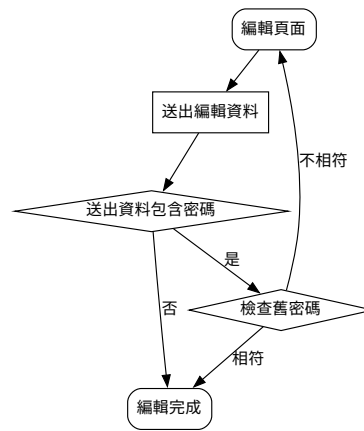 編輯頁面
送出編輯資料
不相符
送出資料包含密碼
是
否
檢查舊密碼
相符
編輯完成